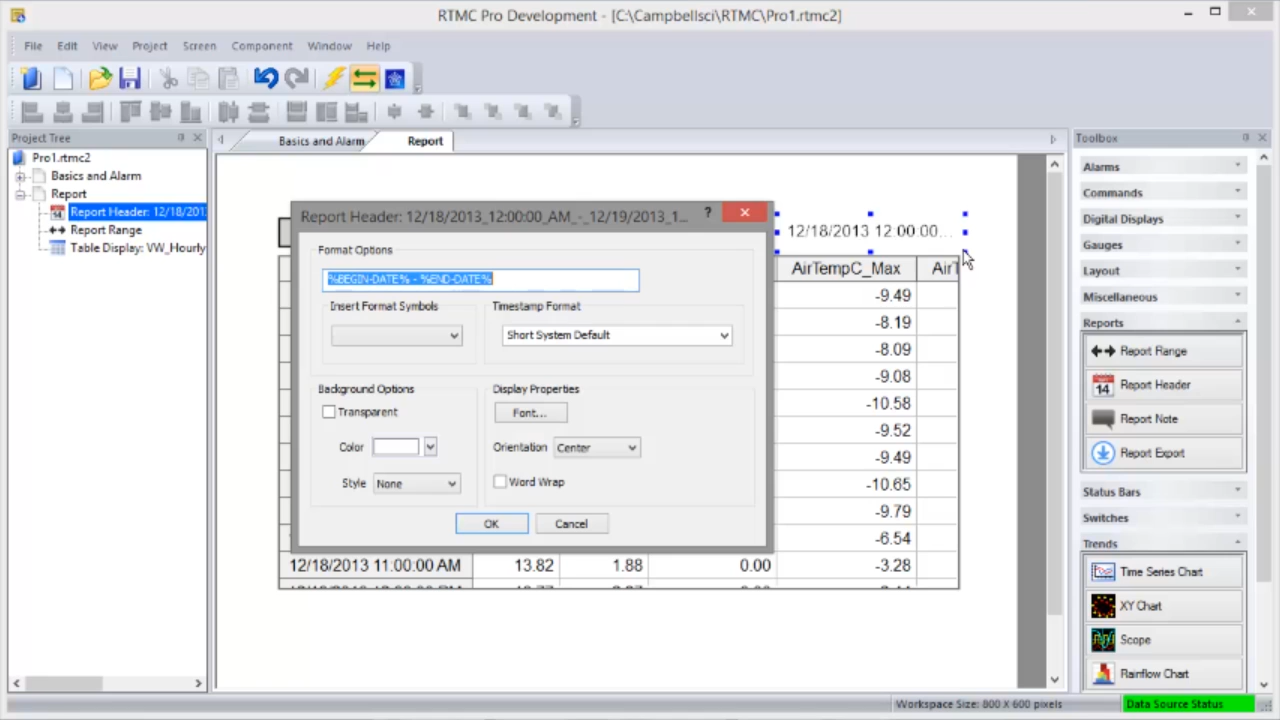 RTMC Pro Development - [C:\Campbellsci\RTMC\Pro1.rtmc2]
File Edit View Project Screen Component Window Help
Project Tree
Pro1.rtmc2
Basics and Alarm
Report
Report Header: 12/18/201
Report Range
Table Display: VW_Hourly
Basics and Alarm
Report
12/18/2013 12:00:00...
AirTempC_Max AirT
-9.49
-8.19
-8.09
-9.08
-10.58
-9.52
-9.49
-10.65
-9.79
-6.54
12/18/2013 11:00:00 AM 13.82 1.88 0.00 -3.28
Report Header: 12/18/2013_12:00:00_AM_-_12/19/2013_1... ?
Format Options
%BEGIN-DATE% - %END-DATE%
Insert Format Symbols
Timestamp Format
Short System Default
Background Options
Transparent
Color
Style None
Display Properties
Font...
Orientation Center
Word Wrap
OK Cancel
Toolbox
Alarms
Commands
Digital Displays
Gauges
Layout
Miscellaneous
Reports
Report Range
14 Report Header
Report Note
Report Export
Status Bars
Switches
Trends
Time Series Chart
XY Chart
Scope
Rainflow Chart
Workspace Size: 800 X 600 pixels
Data Source Status